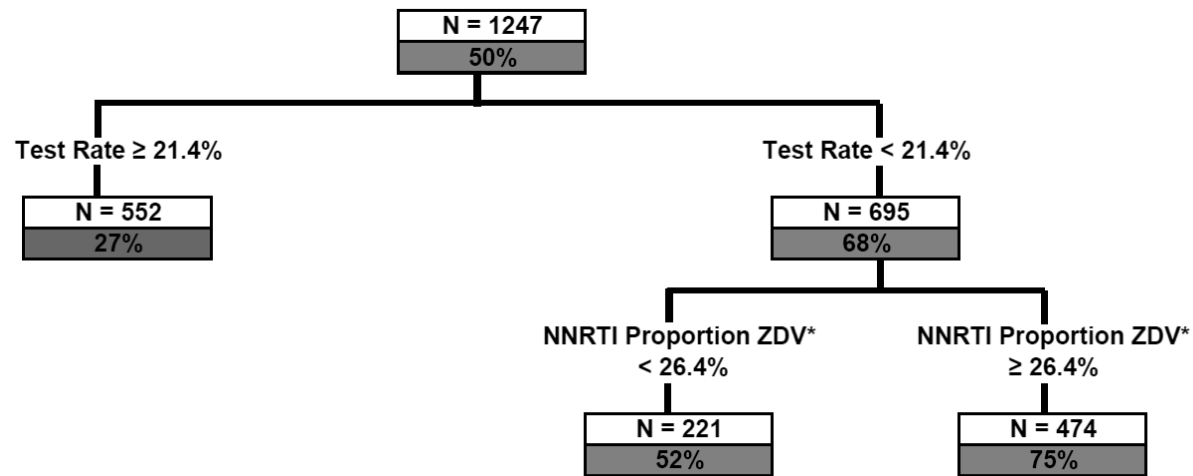 N = 1247
50%
Test Rate ≥ 21.4%
Test Rate < 21.4%
N = 552
27%
N = 695
68%
NNRTI Proportion ZDV*
< 26.4%
NNRTI Proportion ZDV*
≥ 26.4%
N = 221
52%
N = 474
75%